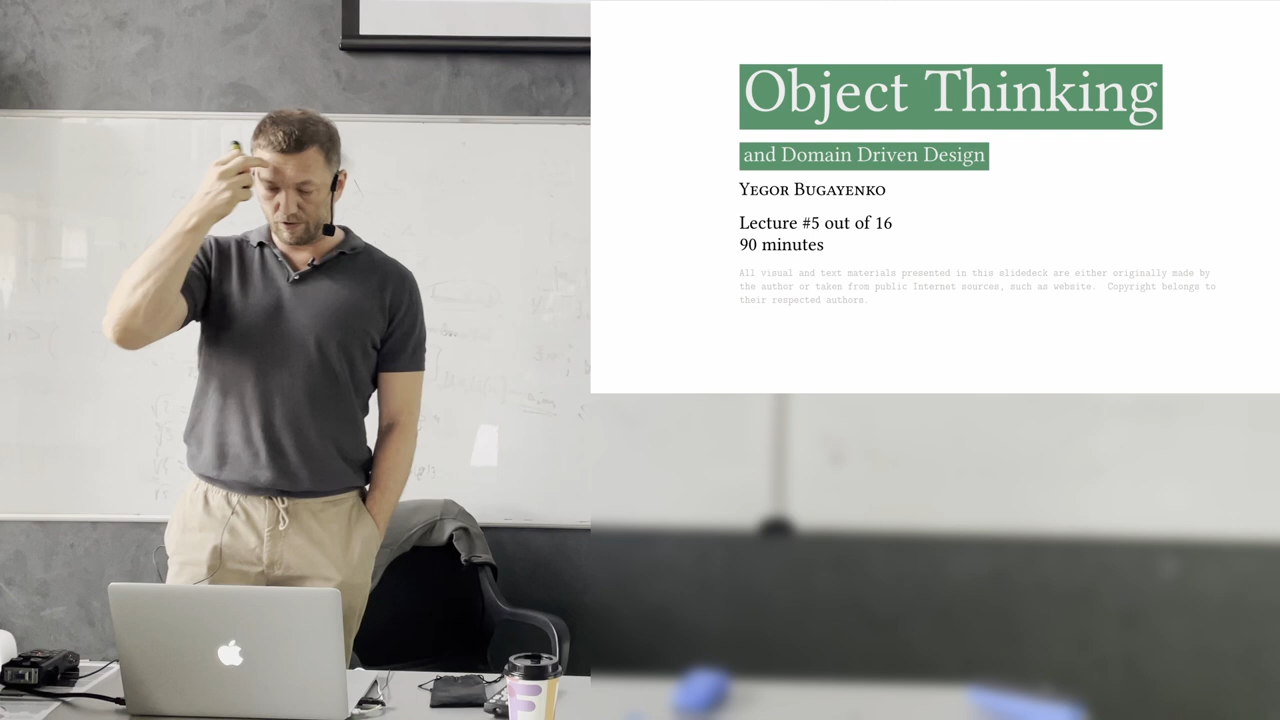 Object Thinking
and Domain Driven Design
Yegor Bugayenko
Lecture #5 out of 16
90 minutes
All visual and text materials presented in this slidedeck are either originally made by
the author or taken from public Internet sources, such as website. Copyright belongs to
their respected authors.